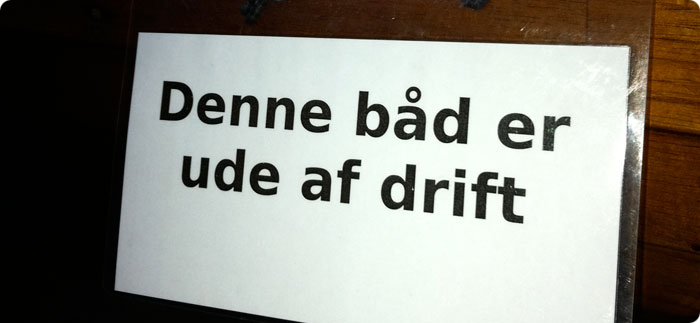 Denne båd er
ude af drift